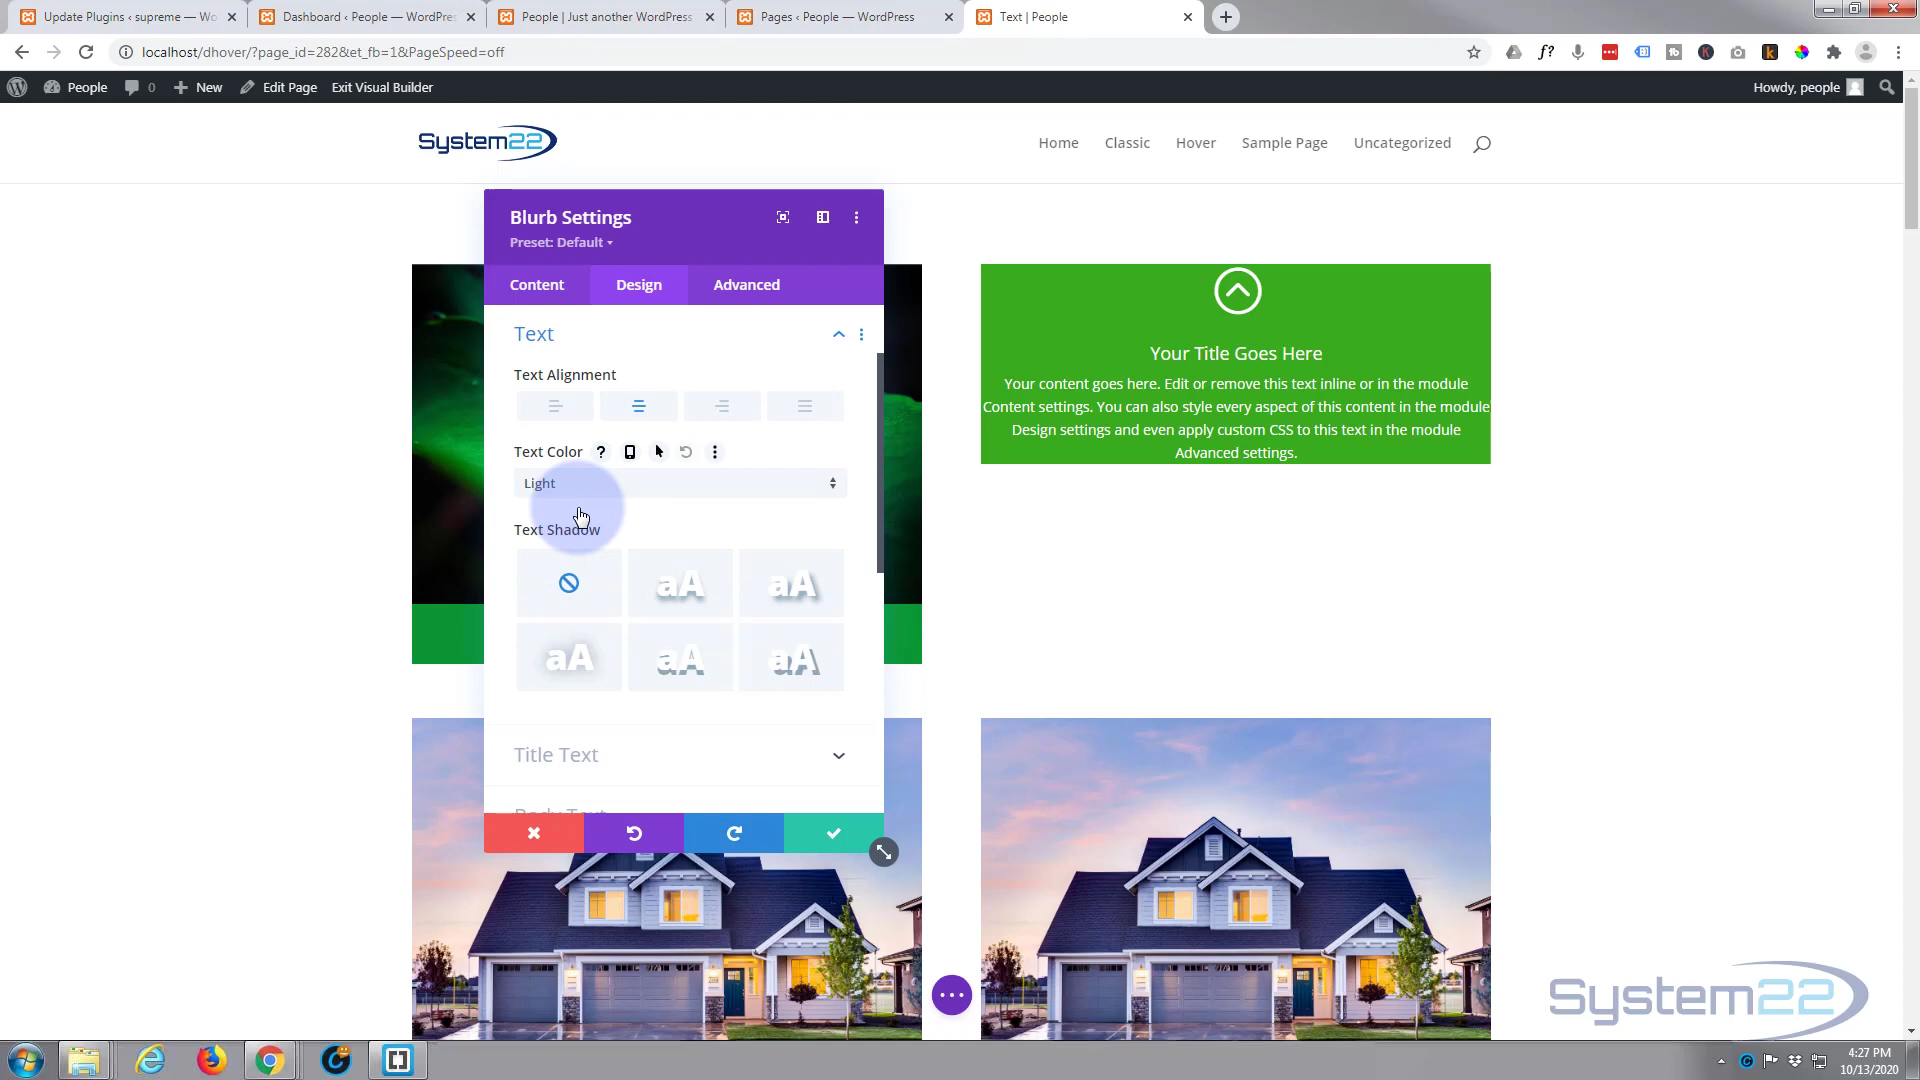 Update Plugins ‹ supreme — Wo
Dashboard ‹ People — WordPres
People | Just another WordPress
Pages ‹ People — WordPress
Text | People
localhost/dhover/?page_id=282&et_fb=1&PageSpeed=off
People
0
New
Edit Page
Exit Visual Builder
Howdy, people
System22
Home
Classic
Hover
Sample Page
Uncategorized
Blurb Settings
Preset: Default
Content
Design
Advanced
Text
Text Alignment
Text Color
Light
Text Shadow
aA
aA
aA
aA
aA
Title Text
Body Text
Your Title Goes Here
Your content goes here. Edit or remove this text inline or in the module
Content settings. You can also style every aspect of this content in the module
Design settings and even apply custom CSS to this text in the module
Advanced settings.
System22
4:27 PM
10/13/2020